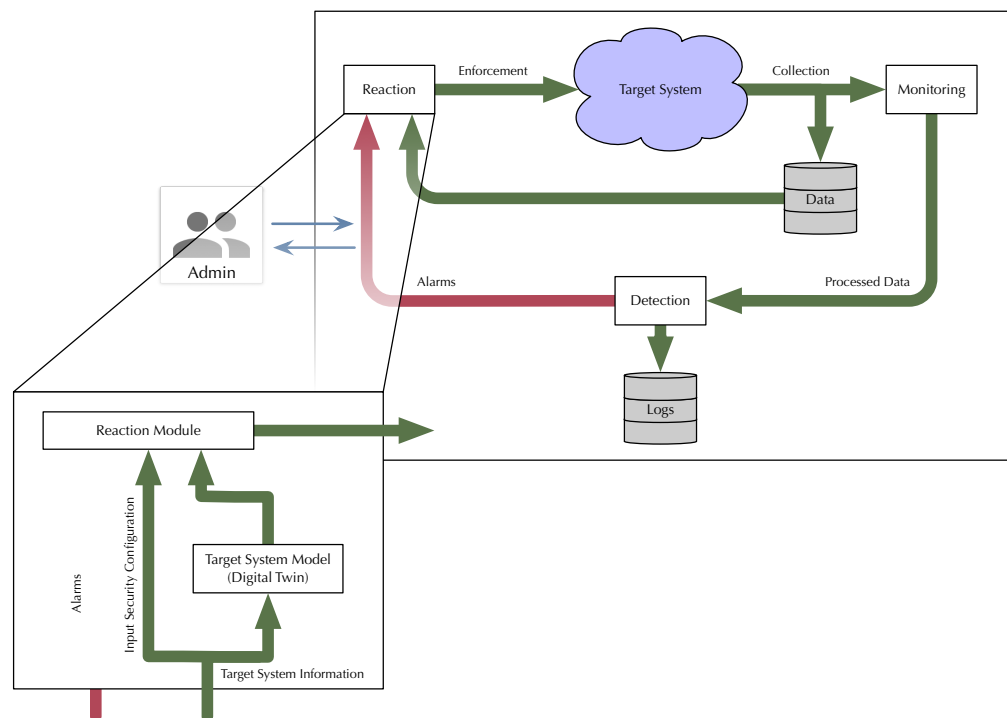 Enforcement
Collection
Reaction
Target System
Monitoring
Data
Admin
Alarms
Detection
Processed Data
Logs
Reaction Module
Input Security Configuration
Alarms
Target System Model
(Digital Twin)
Target System Information